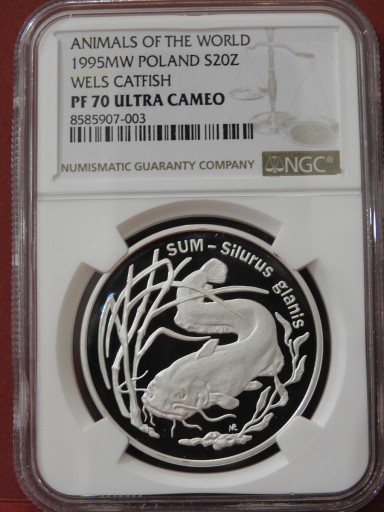 ANIMALS OF THE WORLD
1995MW POLAND S20Z
WELS CATFISH
PF 70 ULTRA CAMEO
8585907-003
NUMISMATIC GUARANTY COMPANY NGC®
SUM - Silurus glanis
NR